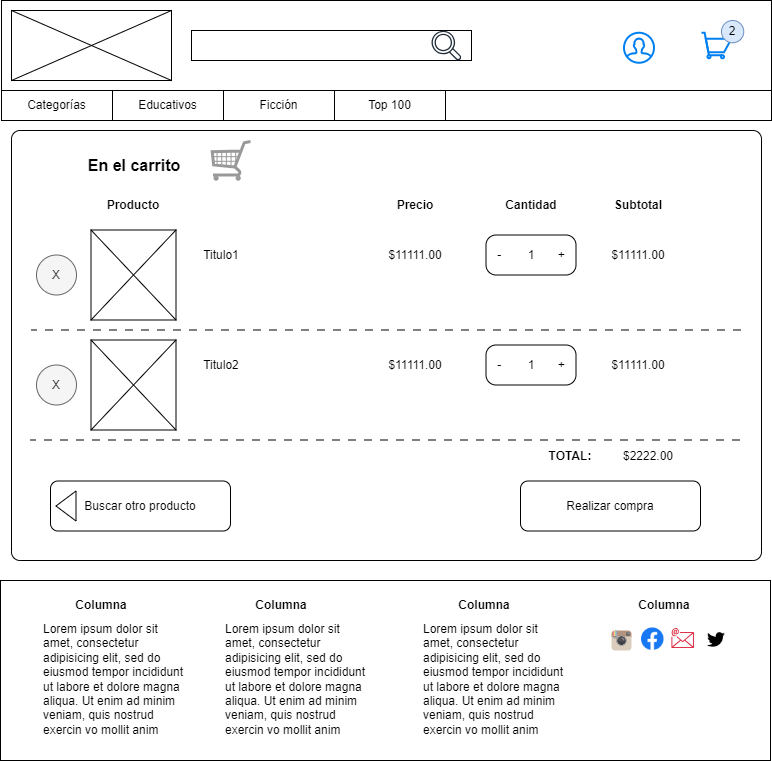 2
Categorías
Educativos
Ficción
Top 100
En el carrito
Producto
Precio
Cantidad
Subtotal
X
Titulo1
$11111.00
- 1 +
$11111.00
X
Titulo2
$11111.00
- 1 +
$11111.00
TOTAL: $2222.00
Buscar otro producto
Realizar compra
Columna
Lorem ipsum dolor sit
amet, consectetur
adipisicing elit, sed do
eiusmod tempor incididunt
ut labore et dolore magna
aliqua. Ut enim ad minim
veniam, quis nostrud
exercin vo mollit anim
Columna
Lorem ipsum dolor sit
amet, consectetur
adipisicing elit, sed do
eiusmod tempor incididunt
ut labore et dolore magna
aliqua. Ut enim ad minim
veniam, quis nostrud
exercin vo mollit anim
Columna
Lorem ipsum dolor sit
amet, consectetur
adipisicing elit, sed do
eiusmod tempor incididunt
ut labore et dolore magna
aliqua. Ut enim ad minim
veniam, quis nostrud
exercin vo mollit anim
Columna
@